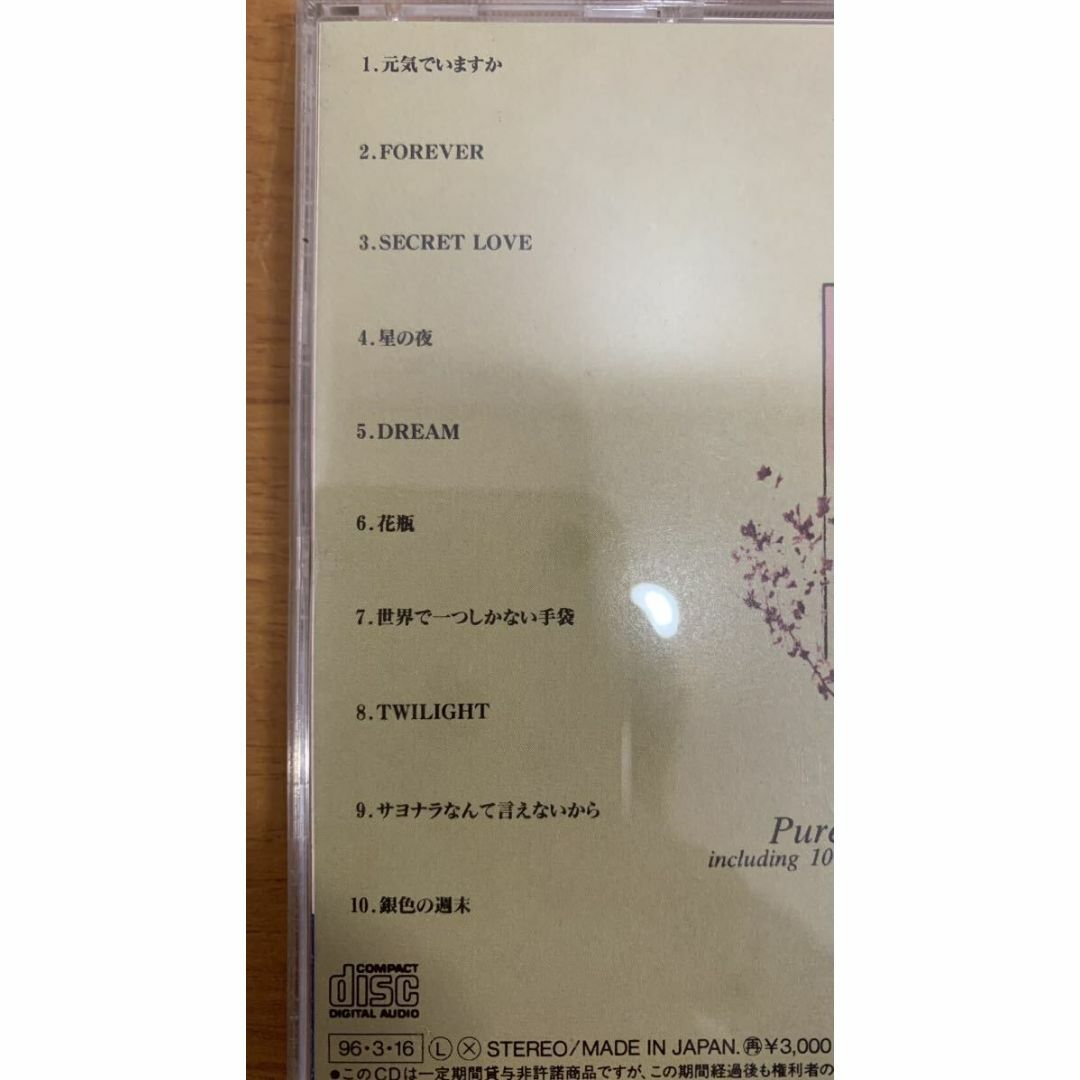 1.元気でいますか
2.FOREVER
3.SECRET LOVE
4.星の夜
5.DREAM
6.花瓶
7.世界で一つしかない手袋
8.TWILIGHT
9.サヨナラなんて言えないから
Pure
including 10
10.銀色の週末
COMPACT
disc
DIGITAL AUDIO
96・3・16 Ⓛ Ⓧ STEREO/MADE IN JAPAN. ㊢¥3,000
●このCDは一定期間貸与非許諾商品ですが、この期間経過後も権利者の